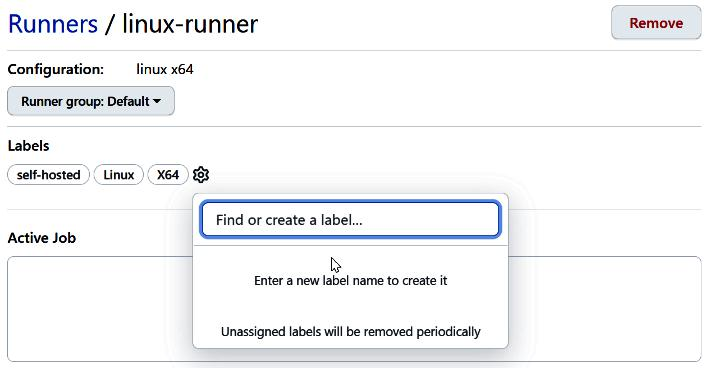 Runners / linux-runner
Remove
Configuration: linux x64
Runner group: Default
Labels
self-hosted Linux X64
Find or create a label...
Active Job
Enter a new label name to create it
Unassigned labels will be removed periodically